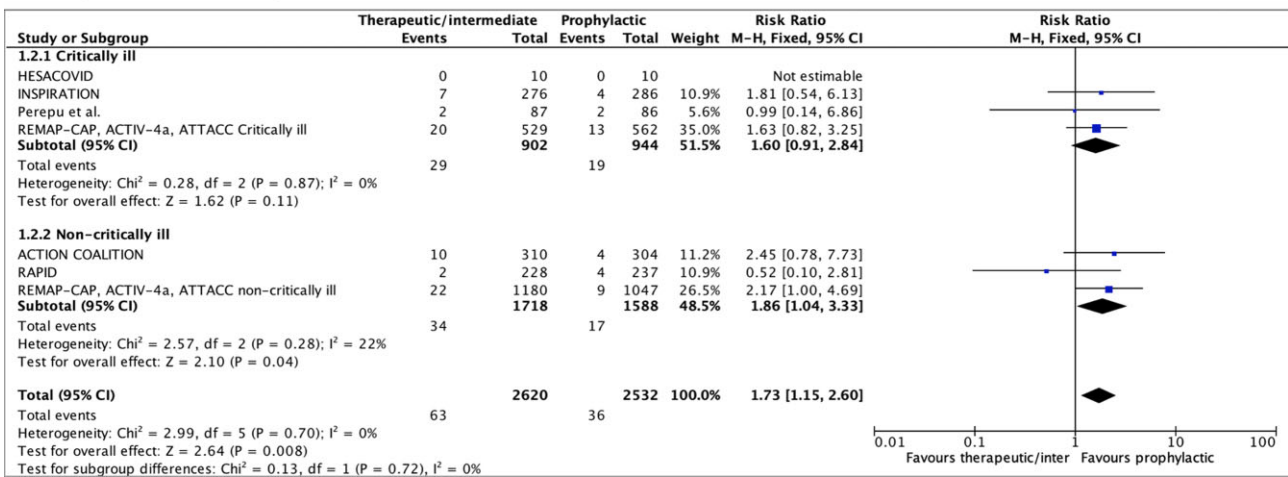 Therapeutic/intermediate Prophylactic Risk Ratio Risk Ratio
Study or Subgroup Events Total Events Total Weight M-H, Fixed, 95% CI M-H, Fixed, 95% CI
1.2.1 Critically ill
HESACOVID 0 10 0 10 Not estimable
INSPIRATION 7 276 4 286 10.9% 1.81 [0.54, 6.13]
Perepu et al. 2 87 2 86 5.6% 0.99 [0.14, 6.86]
REMAP-CAP, ACTIV-4a, ATTACC Critically ill 20 529 13 562 35.0% 1.63 [0.82, 3.25]
Subtotal (95% CI) 902 944 51.5% 1.60 [0.91, 2.84]
Total events 29 19
Heterogeneity: Chi² = 0.28, df = 2 (P = 0.87); I² = 0%
Test for overall effect: Z = 1.62 (P = 0.11)
1.2.2 Non-critically ill
ACTION COALITION 10 310 4 304 11.2% 2.45 [0.78, 7.73]
RAPID 2 228 4 237 10.9% 0.52 [0.10, 2.81]
REMAP-CAP, ACTIV-4a, ATTACC non-critically ill 22 1180 9 1047 26.5% 2.17 [1.00, 4.69]
Subtotal (95% CI) 1718 1588 48.5% 1.86 [1.04, 3.33]
Total events 34 17
Heterogeneity: Chi² = 2.57, df = 2 (P = 0.28); I² = 22%
Test for overall effect: Z = 2.10 (P = 0.04)
Total (95% CI) 2620 2532 100.0% 1.73 [1.15, 2.60]
Total events 63 36
Heterogeneity: Chi² = 2.99, df = 5 (P = 0.70); I² = 0%
Test for overall effect: Z = 2.64 (P = 0.008)
Test for subgroup differences: Chi² = 0.13, df = 1 (P = 0.72), I² = 0%
0.01 0.1 1 10 100
Favours therapeutic/inter Favours prophylactic